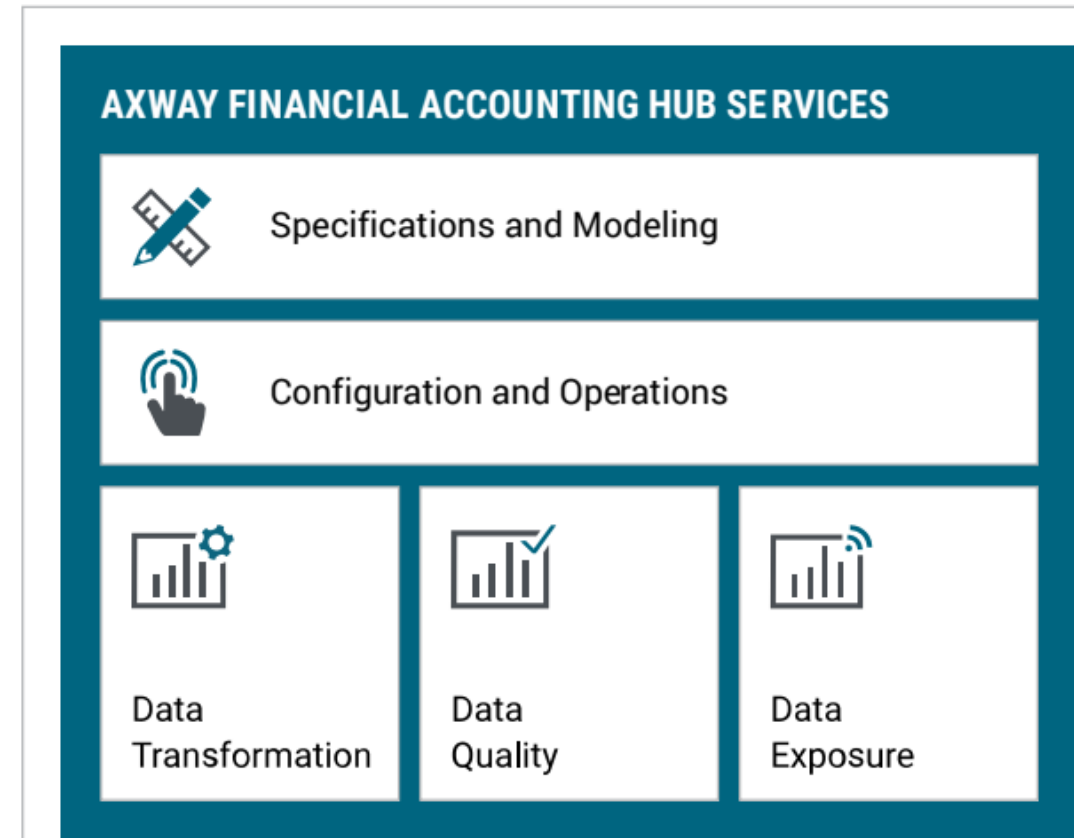 AXWAY FINANCIAL ACCOUNTING HUB SERVICES
Specifications and Modeling
Configuration and Operations
Data
Transformation
Data
Quality
Data
Exposure